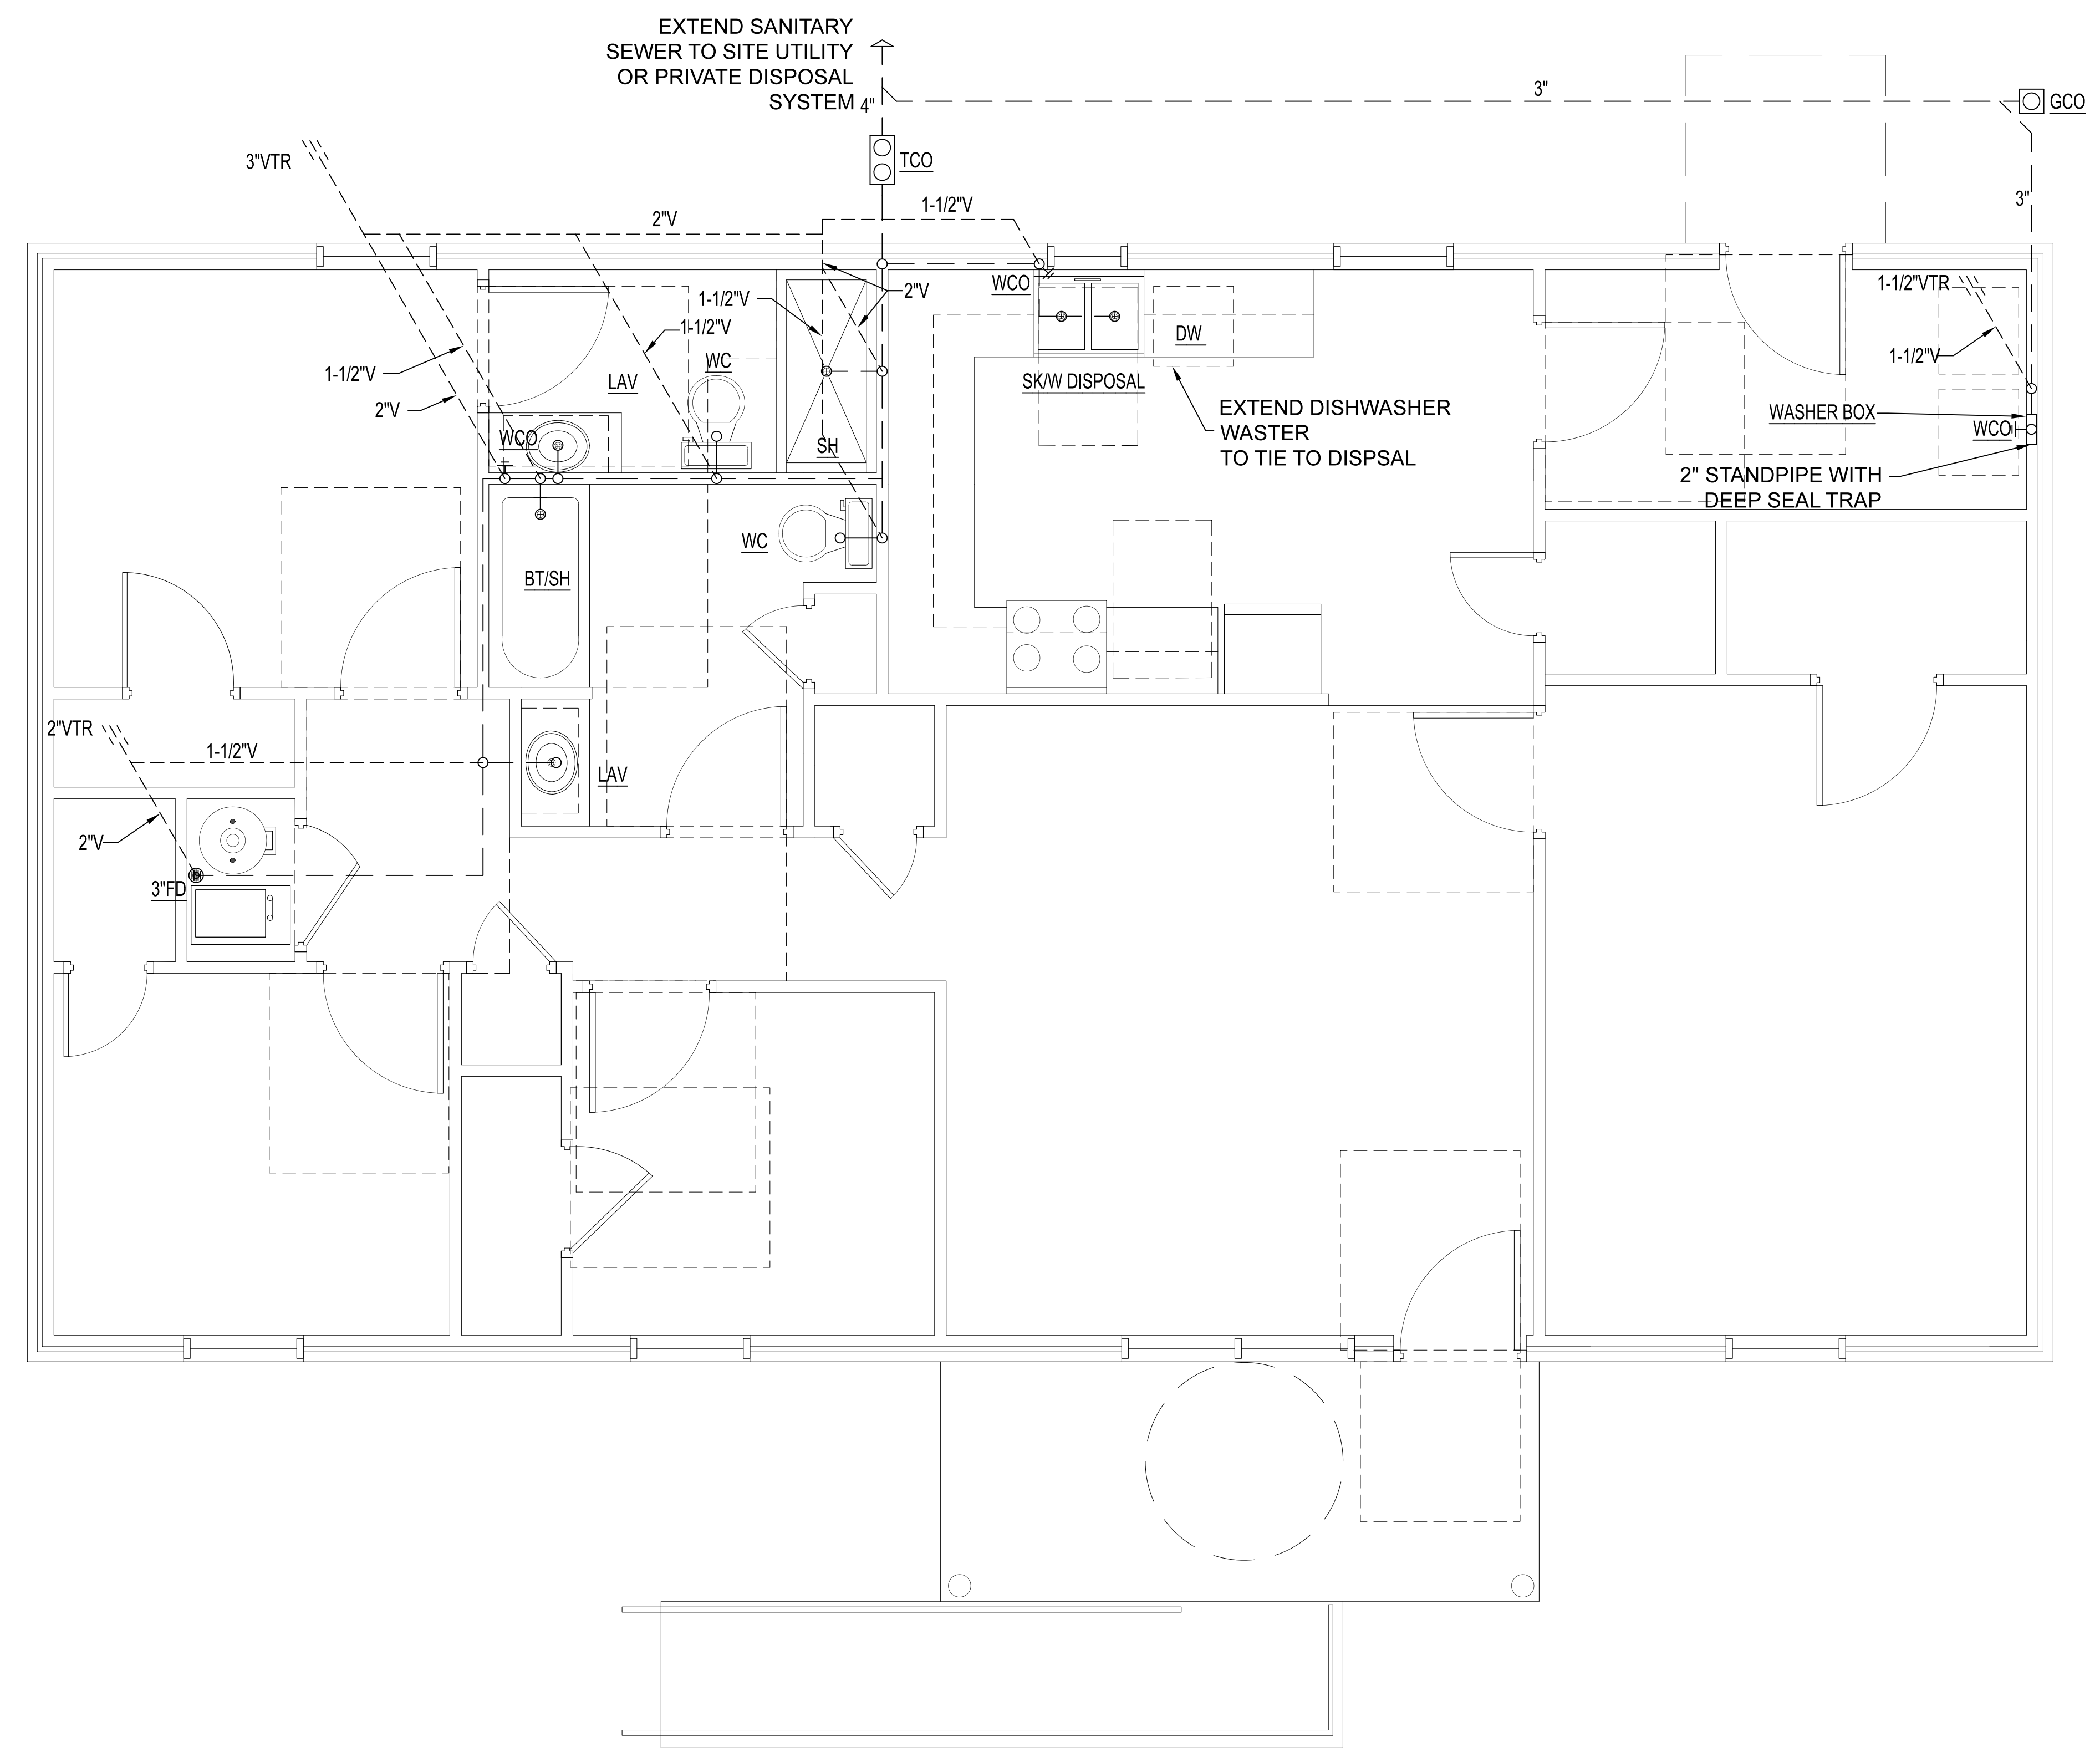 EXTEND SANITARY
SEWER TO SITE UTILITY
OR PRIVATE DISPOSAL
SYSTEM
4"
3"
GCO
TCO
3"VTR
3"
1-1/2"V
2"V
WCO
1-1/2"VTR
2"V
1-1/2"V
1-1/2"V
DW
1-1/2"V
WC
1-1/2"V
LAV
SK/W DISPOSAL
2"V
EXTEND DISHWASHER
WASTER
TO TIE TO DISPSAL
WASHER BOX
WCO
WCO
SH
2" STANDPIPE WITH
DEEP SEAL TRAP
WC
BT/SH
2"VTR
1-1/2"V
LAV
2"V
3"FD